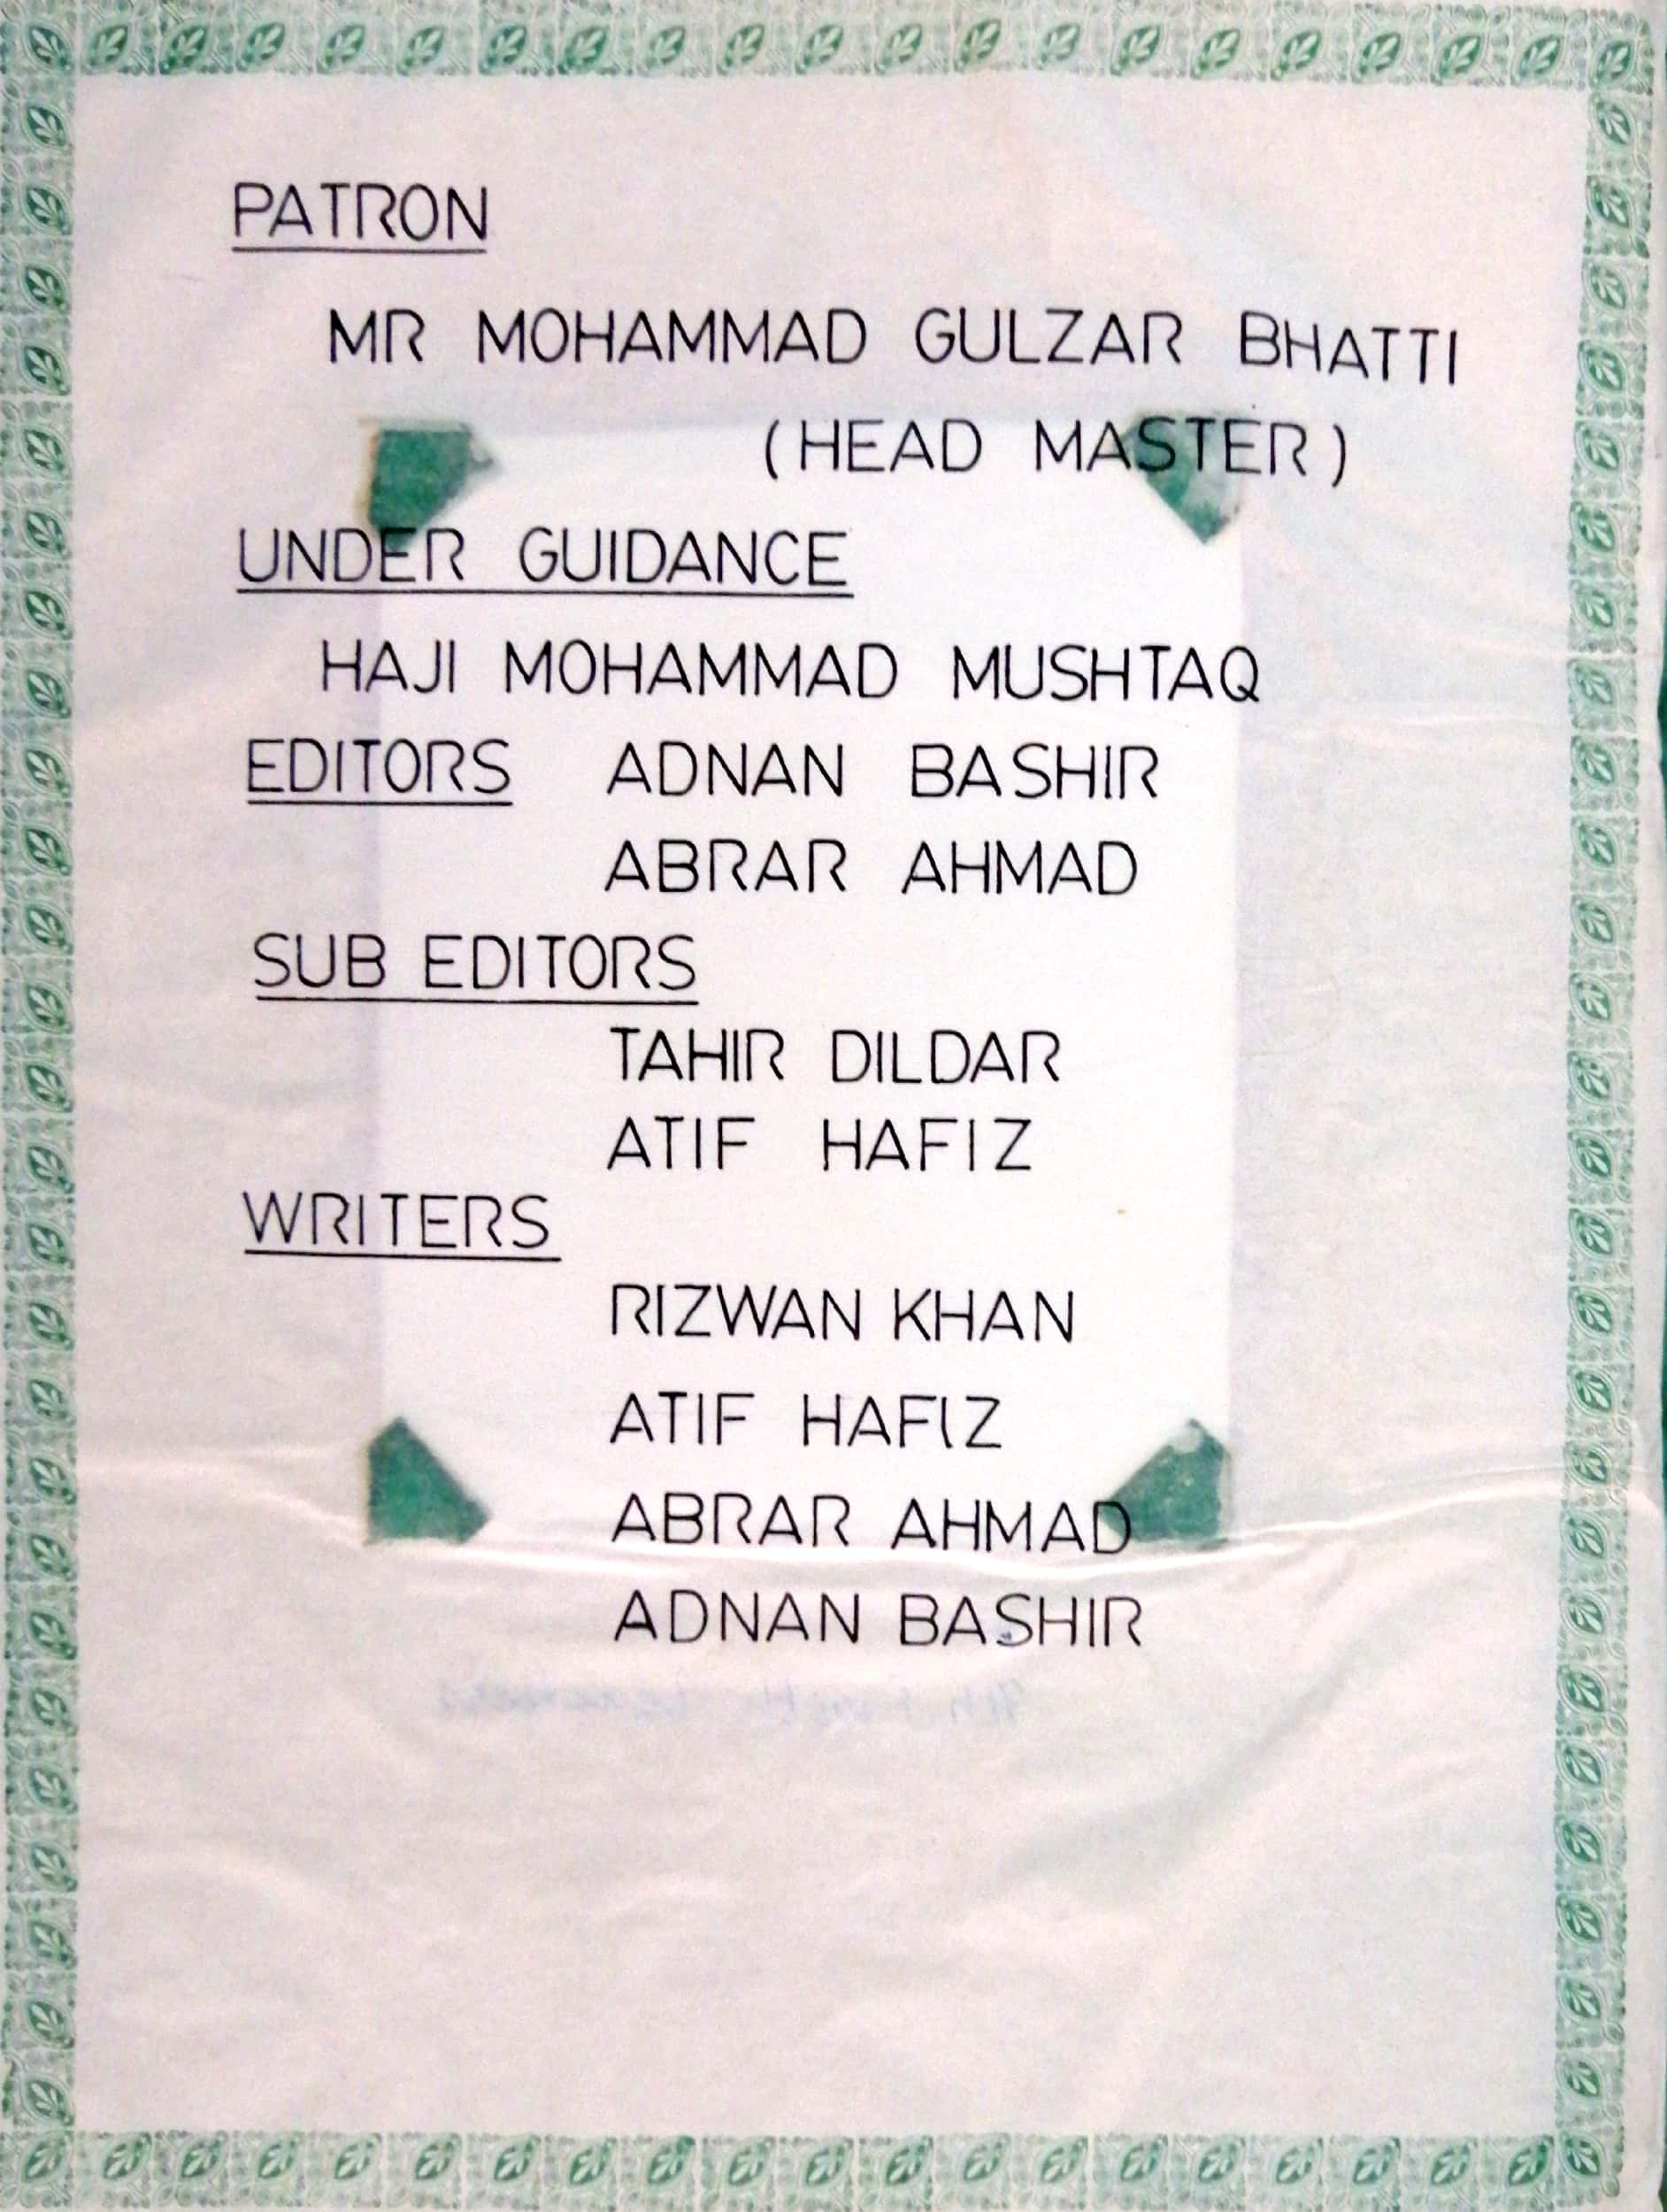 PATRON
MR MOHAMMAD GULZAR BHATTI
(HEAD MASTER)
UNDER GUIDANCE
HAJI MOHAMMAD MUSHTAQ
EDITORS ADNAN BASHIR
ABRAR AHMAD
SUB EDITORS
TAHIR DILDAR
ATIF HAFIZ
WRITERS
RIZWAN KHAN
ATIF HAFIZ
ABRAR AHMAD
ADNAN BASHIR